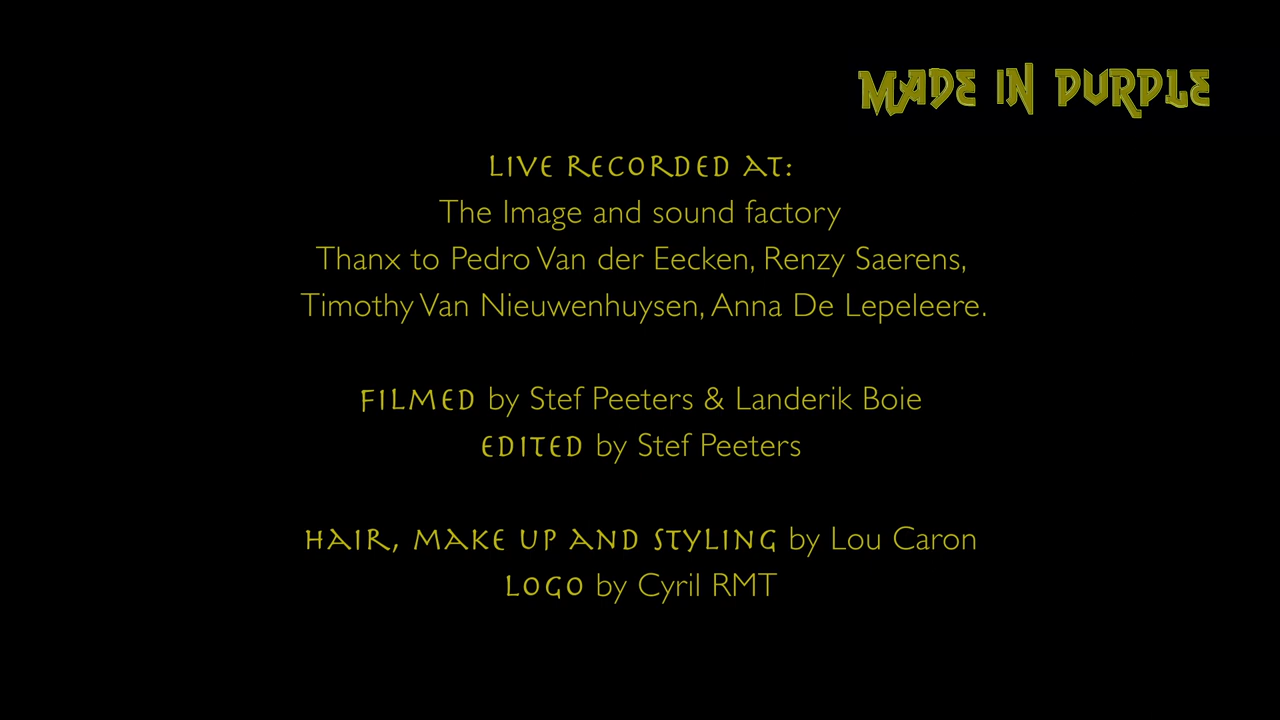 MADE IN PURPLE
LIVE RECORDED AT:
The Image and sound factory
Thanx to Pedro Van der Eecken, Renzy Saerens,
Timothy Van Nieuwenhuysen, Anna De Lepeleere.
FILMED by Stef Peeters & Landerik Boie
EDITED by Stef Peeters
HAIR, MAKE UP AND STYLING by Lou Caron
LOGO by Cyril RMT